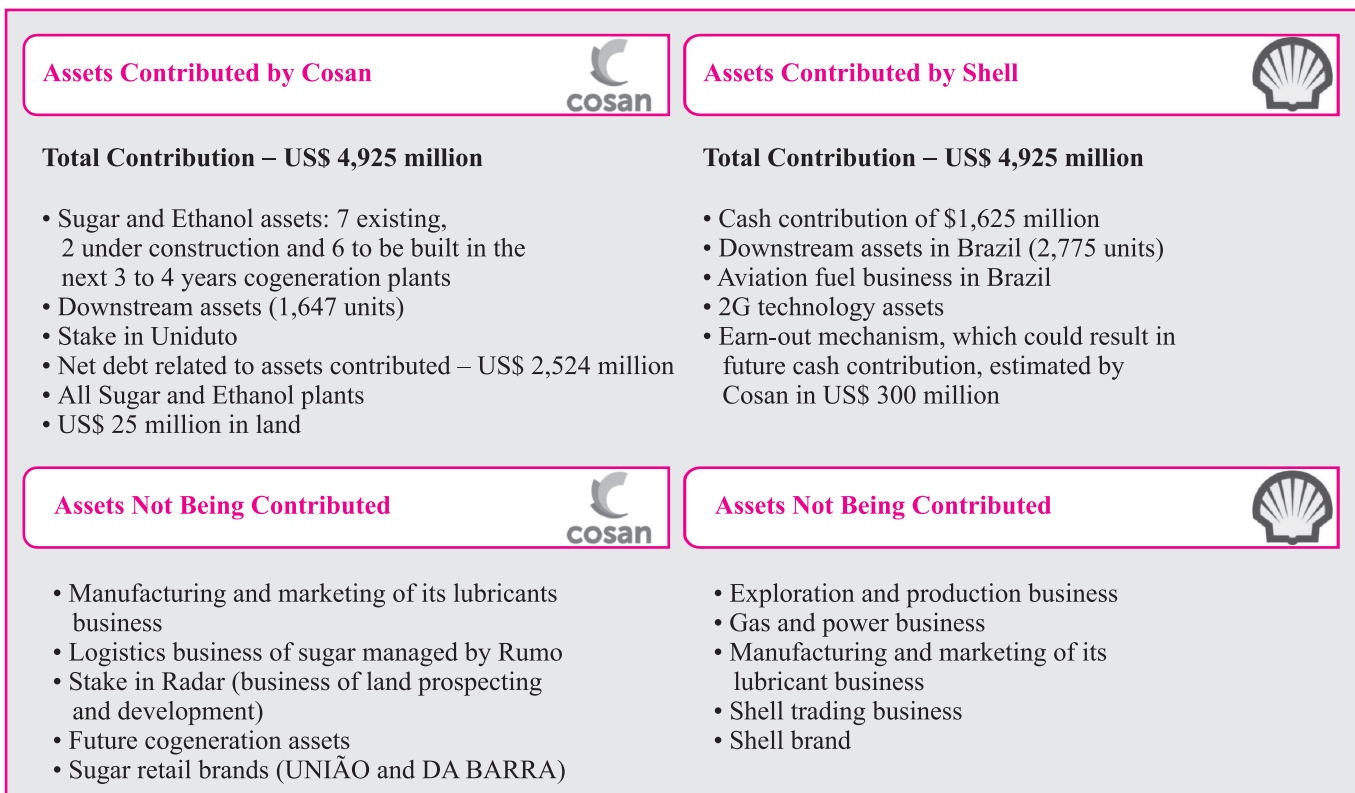 Assets Contributed by Cosan
cosan
Total Contribution – US$ 4,925 million
• Sugar and Ethanol assets: 7 existing,
2 under construction and 6 to be built in the
next 3 to 4 years cogeneration plants
• Downstream assets (1,647 units)
• Stake in Uniduto
• Net debt related to assets contributed – US$ 2,524 million
• All Sugar and Ethanol plants
• US$ 25 million in land
Assets Contributed by Shell
Total Contribution – US$ 4,925 million
• Cash contribution of $1,625 million
• Downstream assets in Brazil (2,775 units)
• Aviation fuel business in Brazil
• 2G technology assets
• Earn-out mechanism, which could result in
future cash contribution, estimated by
Cosan in US$ 300 million
Assets Not Being Contributed
cosan
• Manufacturing and marketing of its lubricants
business
• Logistics business of sugar managed by Rumo
• Stake in Radar (business of land prospecting
and development)
• Future cogeneration assets
• Sugar retail brands (UNIÃO and DA BARRA)
Assets Not Being Contributed
• Exploration and production business
• Gas and power business
• Manufacturing and marketing of its
lubricant business
• Shell trading business
• Shell brand